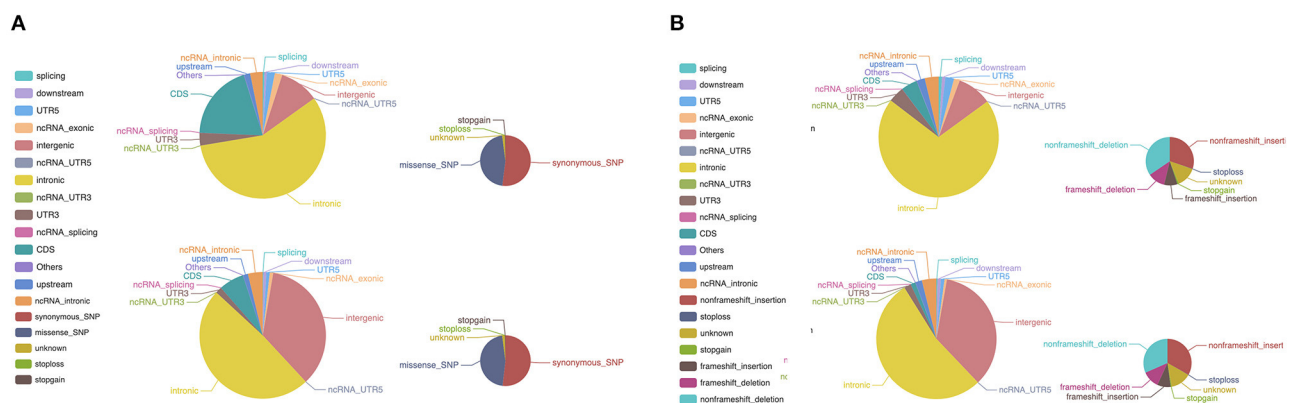 A
splicing
downstream
UTR5
ncRNA_exonic
intergenic
ncRNA_UTR5
intronic
ncRNA_UTR3
UTR3
ncRNA_splicing
CDS
Others
upstream
ncRNA_intronic
synonymous_SNP
missense_SNP
unknown
stoploss
stopgain
ncRNA_intronic
splicing
upstream
downstream
Others
UTR5
CDS
ncRNA_exonic
intergenic
ncRNA_UTR5
ncRNA_splicing
UTR3
ncRNA_UTR3
intronic
stopgain
stoploss
unknown
missense_SNP
synonymous_SNP
ncRNA_intronic
splicing
upstream
downstream
Others
UTR5
CDS
ncRNA_exonic
ncRNA_splicing
UTR3
ncRNA_UTR3
intergenic
intronic
ncRNA_UTR5
stopgain
stoploss
unknown
missense_SNP
synonymous_SNP
B
splicing
downstream
UTR5
ncRNA_exonic
intergenic
ncRNA_UTR5
intronic
ncRNA_UTR3
UTR3
ncRNA_splicing
CDS
Others
upstream
ncRNA_intronic
nonframeshift_insertion
stoploss
unknown
stopgain
frameshift_insertion
frameshift_deletion
nonframeshift_deletion
ncRNA_intronic
splicing
upstream
downstream
Others
UTR5
CDS
ncRNA_exonic
ncRNA_splicing
intergenic
UTR3
ncRNA_UTR3
ncRNA_UTR5
n
intronic
nonframeshift_deletion
nonframeshift_inserti
stoploss
unknown
frameshift_deletion
stopgain
frameshift_insertion
ncRNA_intronic
splicing
upstream
downstream
Others
UTR5
CDS
ncRNA_exonic
ncRNA_splicing
UTR3
ncRNA_UTR3
intergenic
intronic
ncRNA_UTR5
nonframeshift_deletion
nonframeshift_insert
stoploss
frameshift_deletion
unknown
frameshift_insertion
stopgain